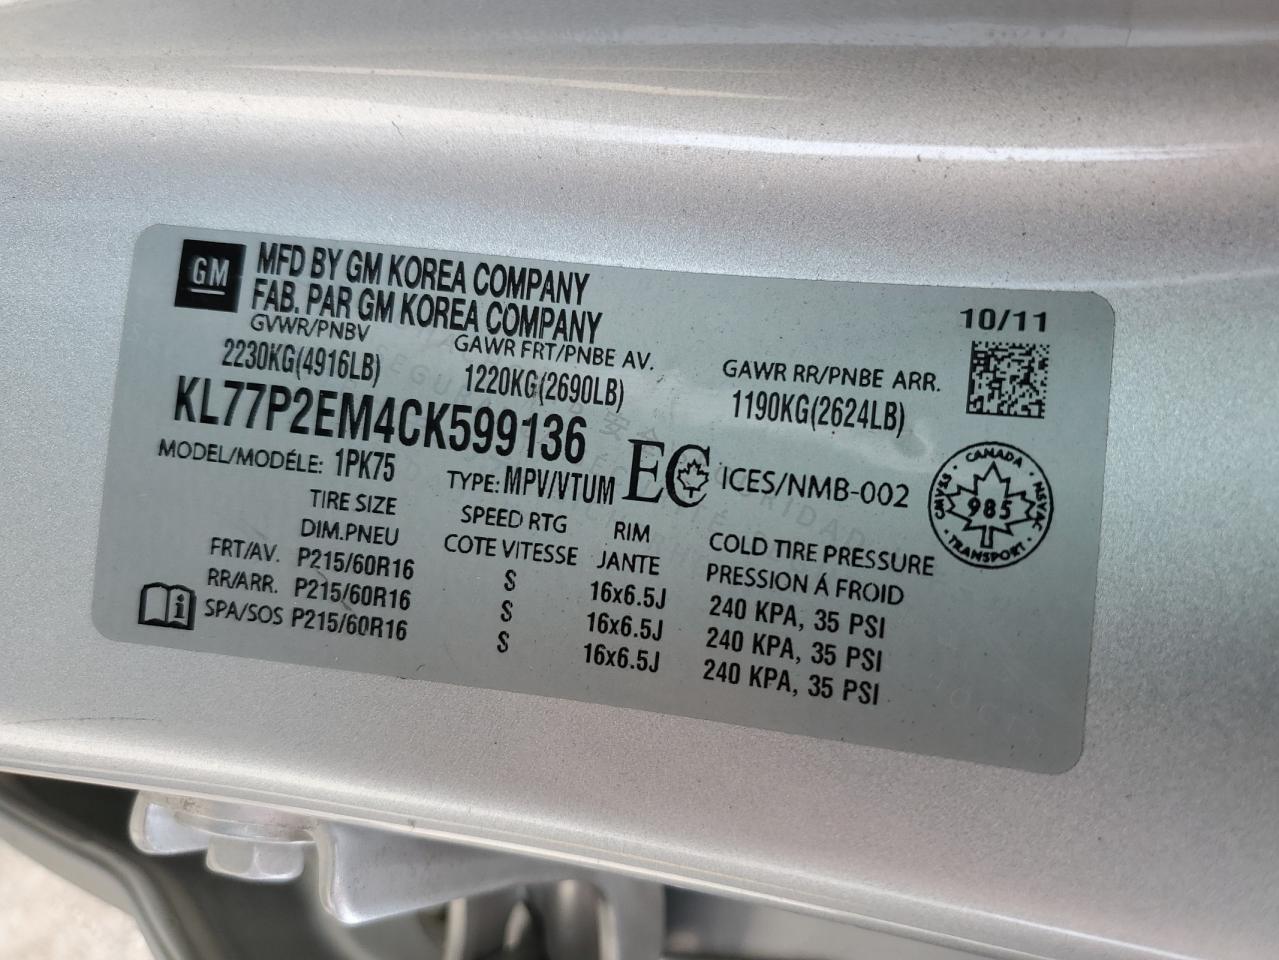 GM
MFD BY GM KOREA COMPANY
FAB. PAR GM KOREA COMPANY
10/11
GVWR/PNBV GAWR FRT/PNBE AV. GAWR RR/PNBE ARR.
2230KG(4916LB) 1220KG(2690LB) 1190KG(2624LB)
KL77P2EM4CK599136
EC ICES/NMB-002
CANADA
CMVSS 985 NSVAC
TRANSPORT
MODEL/MODÉLE: 1PK75 TYPE: MPV/VTUM
TIRE SIZE SPEED RTG RIM COLD TIRE PRESSURE
DIM.PNEU COTE VITESSE JANTE PRESSION Á FROID
FRT/AV. P215/60R16 S 16x6.5J 240 KPA, 35 PSI
RR/ARR. P215/60R16 S 16x6.5J 240 KPA, 35 PSI
SPA/SOS P215/60R16 S 16x6.5J 240 KPA, 35 PSI